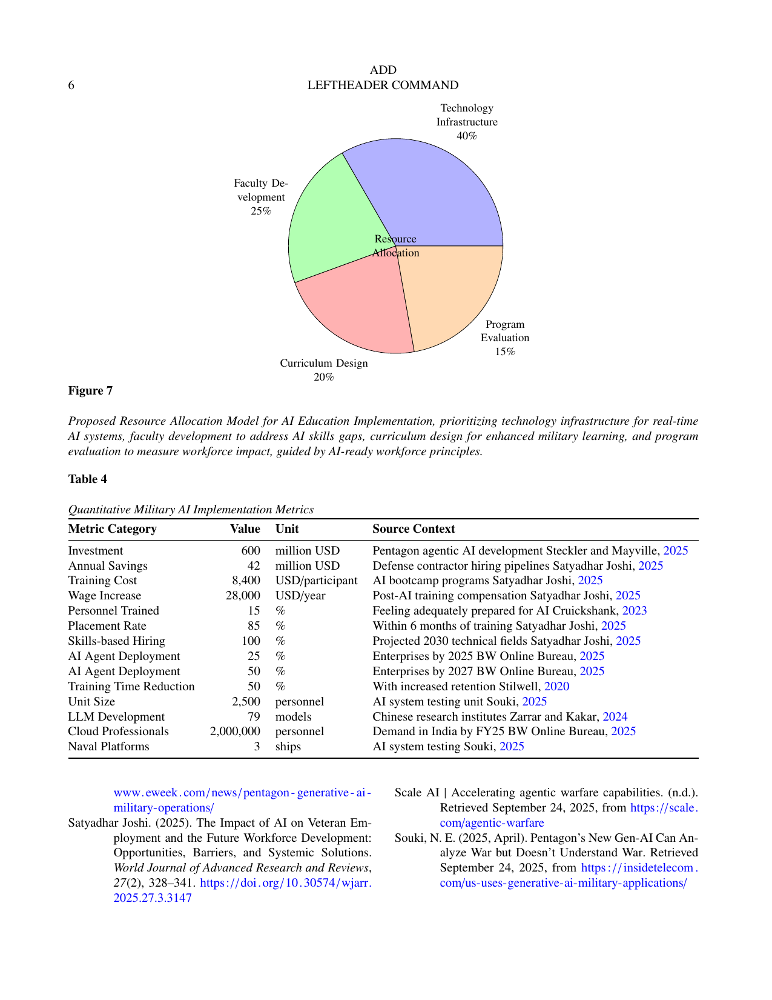 ADD
6 LEFTHEADER COMMAND
Technology
Infrastructure
40%
Faculty De-
velopment
25%
Resource
Allocation
Program
Evaluation
15%
Curriculum Design
20%
Figure 7
Proposed Resource Allocation Model for AI Education Implementation, prioritizing technology infrastructure for real-time
AI systems, faculty development to address AI skills gaps, curriculum design for enhanced military learning, and program
evaluation to measure workforce impact, guided by AI-ready workforce principles.
Table 4
Quantitative Military AI Implementation Metrics
Metric Category Value Unit Source Context
Investment 600 million USD Pentagon agentic AI development Steckler and Mayville, 2025
Annual Savings 42 million USD Defense contractor hiring pipelines Satyadhar Joshi, 2025
Training Cost 8,400 USD/participant AI bootcamp programs Satyadhar Joshi, 2025
Wage Increase 28,000 USD/year Post-AI training compensation Satyadhar Joshi, 2025
Personnel Trained 15 % Feeling adequately prepared for AI Cruickshank, 2023
Placement Rate 85 % Within 6 months of training Satyadhar Joshi, 2025
Skills-based Hiring 100 % Projected 2030 technical fields Satyadhar Joshi, 2025
AI Agent Deployment 25 % Enterprises by 2025 BW Online Bureau, 2025
AI Agent Deployment 50 % Enterprises by 2027 BW Online Bureau, 2025
Training Time Reduction 50 % With increased retention Stilwell, 2020
Unit Size 2,500 personnel AI system testing unit Souki, 2025
LLM Development 79 models Chinese research institutes Zarrar and Kakar, 2024
Cloud Professionals 2,000,000 personnel Demand in India by FY25 BW Online Bureau, 2025
Naval Platforms 3 ships AI system testing Souki, 2025
www.eweek.com/news/pentagon-generative-ai-
military-operations/
Satyadhar Joshi. (2025). The Impact of AI on Veteran Em-
ployment and the Future Workforce Development:
Opportunities, Barriers, and Systemic Solutions.
World Journal of Advanced Research and Reviews,
27(2), 328–341. https://doi.org/10.30574/wjarr.
2025.27.3.3147
Scale AI | Accelerating agentic warfare capabilities. (n.d.).
Retrieved September 24, 2025, from https://scale.
com/agentic-warfare
Souki, N. E. (2025, April). Pentagon's New Gen-AI Can An-
alyze War but Doesn't Understand War. Retrieved
September 24, 2025, from https://insidetelecom.
com/us-uses-generative-ai-military-applications/